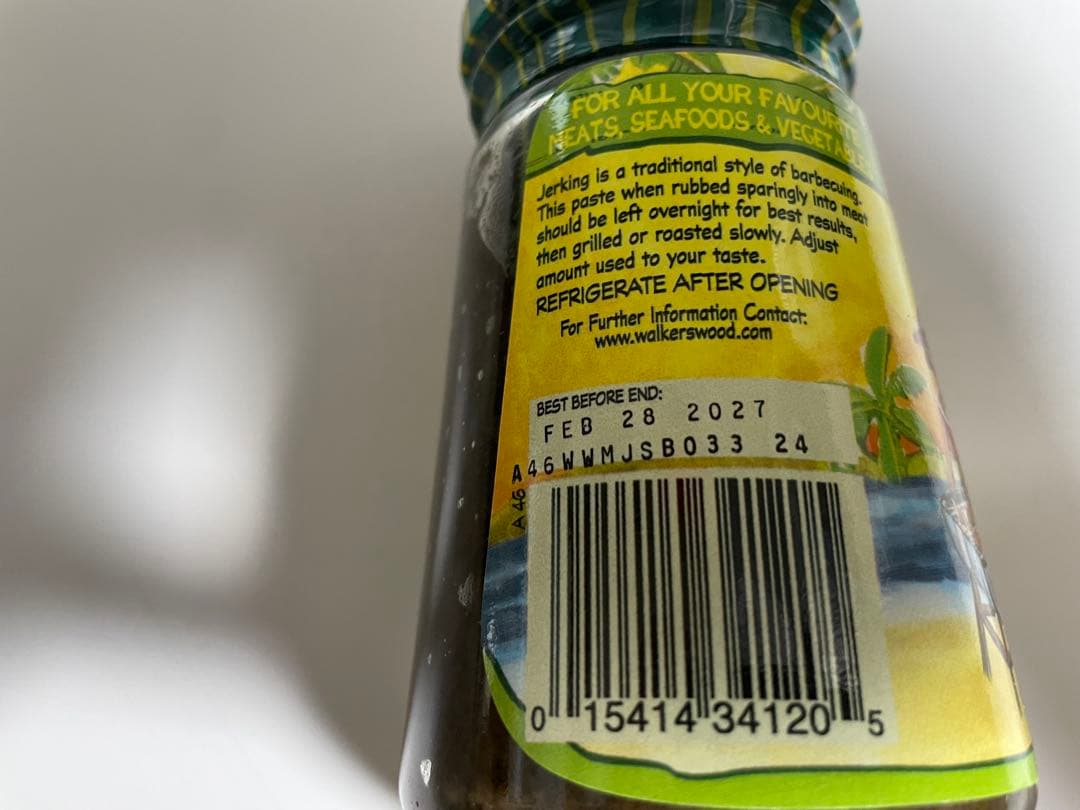 FOR ALL YOUR FAVOURITE
MEATS, SEAFOODS & VEGETABLES
Jerking is a traditional style of barbecuing.
This paste when rubbed sparingly into meat
should be left overnight for best results,
then grilled or roasted slowly. Adjust
amount used to your taste.
REFRIGERATE AFTER OPENING
For Further Information Contact:
www.walkerswood.com
BEST BEFORE END:
FEB 28 2027
A46WWMJSB033 24
A 46
0 15414 34120 5